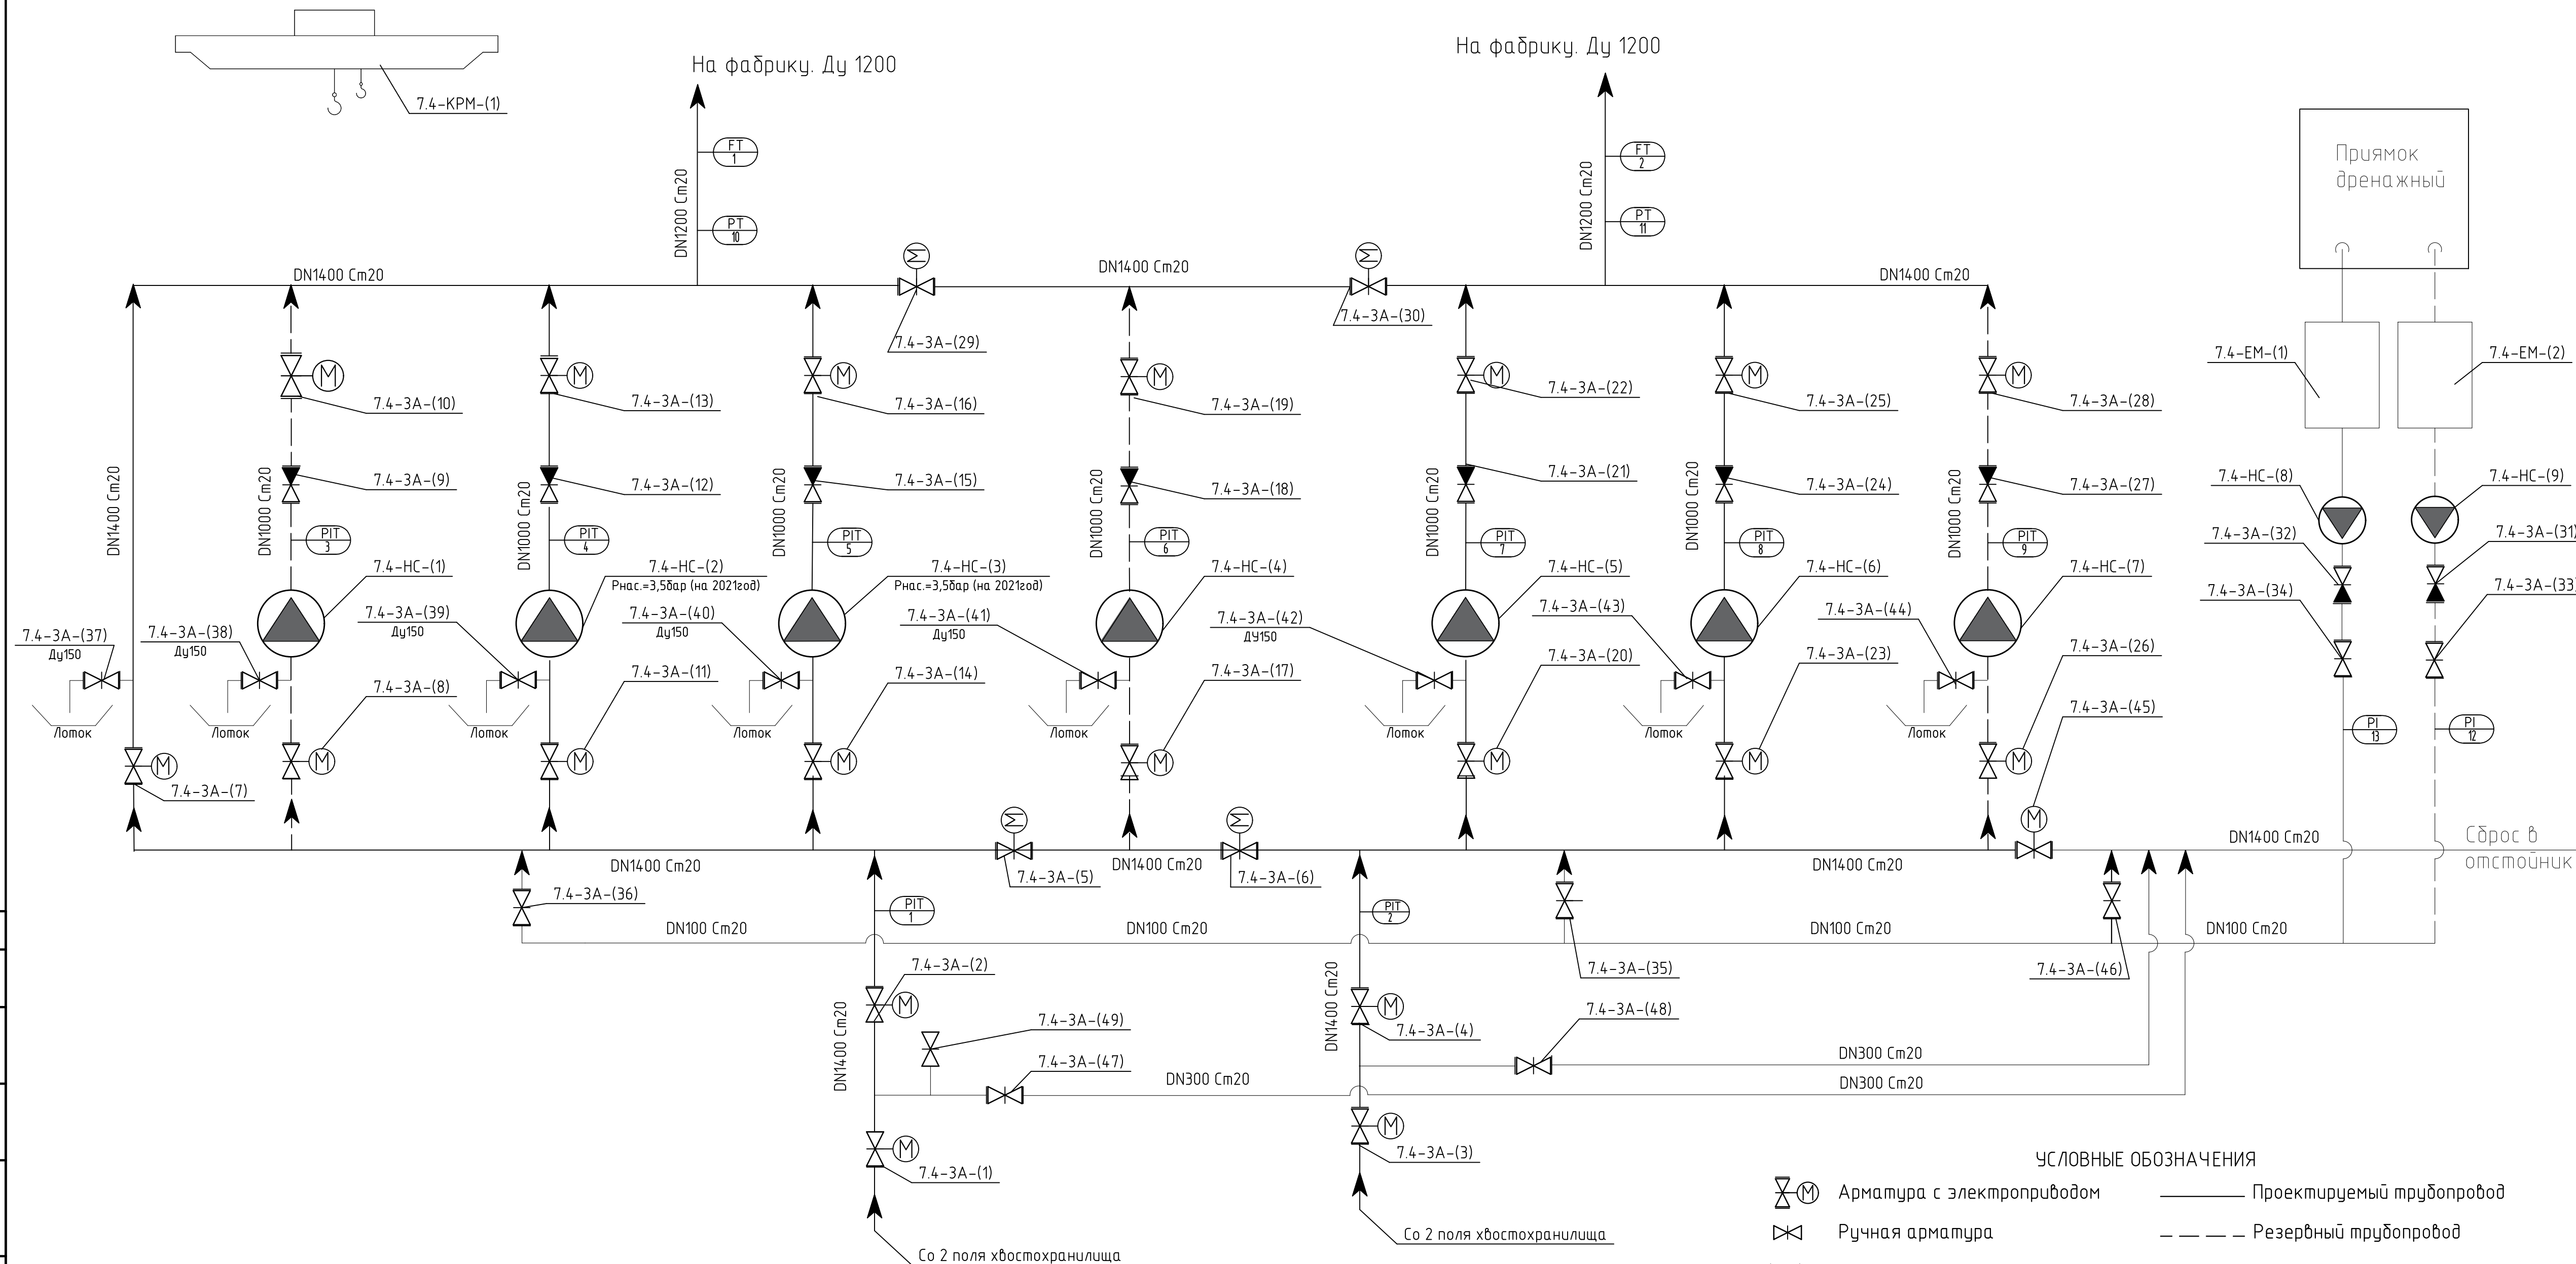 7.4-КРМ-(1)
На фабрику. Ду 1200
На фабрику. Ду 1200
FT
1
FT
2
PT
10
PT
11
DN1200 Ст20
DN1200 Ст20
Приямок
дренажный
DN1400 Ст20
DN1400 Ст20
DN1400 Ст20
7.4-ЗА-(29)
7.4-ЗА-(30)
7.4-ЕМ-(1)
7.4-ЕМ-(2)
7.4-ЗА-(10)
7.4-ЗА-(13)
7.4-ЗА-(16)
7.4-ЗА-(19)
7.4-ЗА-(22)
7.4-ЗА-(25)
7.4-ЗА-(28)
M
M
M
M
M
M
M
M
M
DN1400 Ст20
DN1000 Ст20
DN1000 Ст20
DN1000 Ст20
DN1000 Ст20
DN1000 Ст20
DN1000 Ст20
DN1000 Ст20
7.4-ЗА-(9)
7.4-ЗА-(12)
7.4-ЗА-(15)
7.4-ЗА-(18)
7.4-ЗА-(21)
7.4-ЗА-(24)
7.4-ЗА-(27)
7.4-НС-(8)
7.4-НС-(9)
PIT
3
PIT
4
PIT
5
PIT
6
PIT
7
PIT
8
PIT
9
7.4-ЗА-(32)
7.4-ЗА-(31)
7.4-НС-(1)
7.4-НС-(2)
Рнас.=3,5бар (на 2021год)
7.4-НС-(3)
Рнас.=3,5бар (на 2021год)
7.4-НС-(4)
7.4-НС-(5)
7.4-НС-(6)
7.4-НС-(7)
7.4-ЗА-(34)
7.4-ЗА-(33)
7.4-ЗА-(37)
Ду150
7.4-ЗА-(38)
Ду150
7.4-ЗА-(39)
Ду150
7.4-ЗА-(40)
Ду150
7.4-ЗА-(41)
Ду150
7.4-ЗА-(42)
ДУ150
7.4-ЗА-(43)
7.4-ЗА-(44)
7.4-ЗА-(8)
7.4-ЗА-(11)
7.4-ЗА-(14)
7.4-ЗА-(17)
7.4-ЗА-(20)
7.4-ЗА-(23)
7.4-ЗА-(26)
7.4-ЗА-(45)
Лоток
Лоток
Лоток
Лоток
Лоток
Лоток
Лоток
Лоток
PI
13
PI
12
M
M
M
M
M
M
M
M
7.4-ЗА-(7)
M
M
M
DN1400 Ст20
DN1400 Ст20
DN1400 Ст20
DN1400 Ст20
Сброс в
отстойник
7.4-ЗА-(5)
7.4-ЗА-(6)
7.4-ЗА-(36)
PIT
1
PIT
2
DN100 Ст20
DN100 Ст20
DN100 Ст20
DN100 Ст20
7.4-ЗА-(2)
7.4-ЗА-(35)
7.4-ЗА-(46)
M
M
DN1400 Ст20
DN1400 Ст20
7.4-ЗА-(49)
7.4-ЗА-(4)
7.4-ЗА-(48)
7.4-ЗА-(47)
DN300 Ст20
DN300 Ст20
DN300 Ст20
M
M
7.4-ЗА-(1)
7.4-ЗА-(3)
Со 2 поля хвостохранилища
Со 2 поля хвостохранилища
УСЛОВНЫЕ ОБОЗНАЧЕНИЯ
M
Арматура с электроприводом
Проектируемый трубопровод
Ручная арматура
Резервный трубопровод